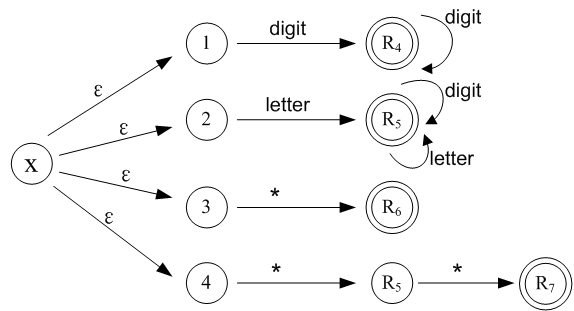 1 digit R₄ digit
ε
2 letter R₅ digit
ε
letter
X
ε
3 * R₆
ε
4 * R₅ * R₇